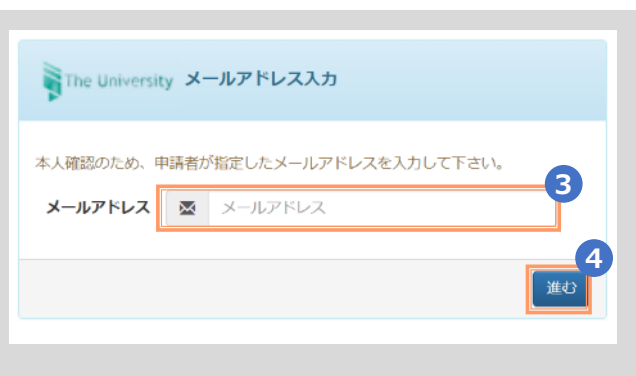 The University メールアドレス入力
本人確認のため、申請者が指定したメールアドレスを入力して下さい。
3
メールアドレス メールアドレス
4
進む